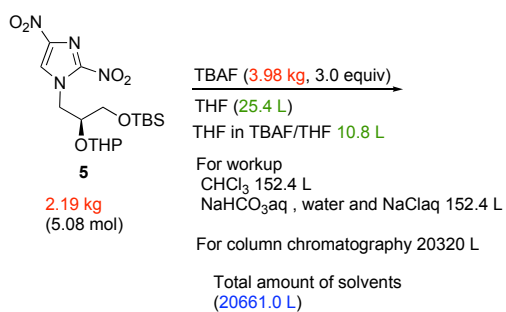 O₂N
N
NO₂
N
OTBS
OTHP
5
2.19 kg
(5.08 mol)
TBAF (3.98 kg, 3.0 equiv)
THF (25.4 L)
THF in TBAF/THF 10.8 L
For workup
CHCl₃ 152.4 L
NaHCO₃aq , water and NaClaq 152.4 L
For column chromatography 20320 L
Total amount of solvents
(20661.0 L)